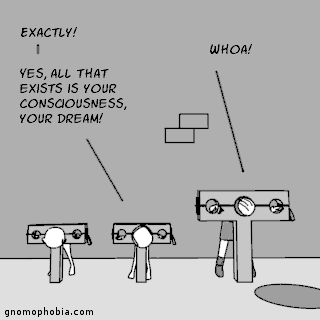 EXACTLY!
YES, ALL THAT
EXISTS IS YOUR
CONSCIOUSNESS,
YOUR DREAM!
WHOA!
gnomophobia.com